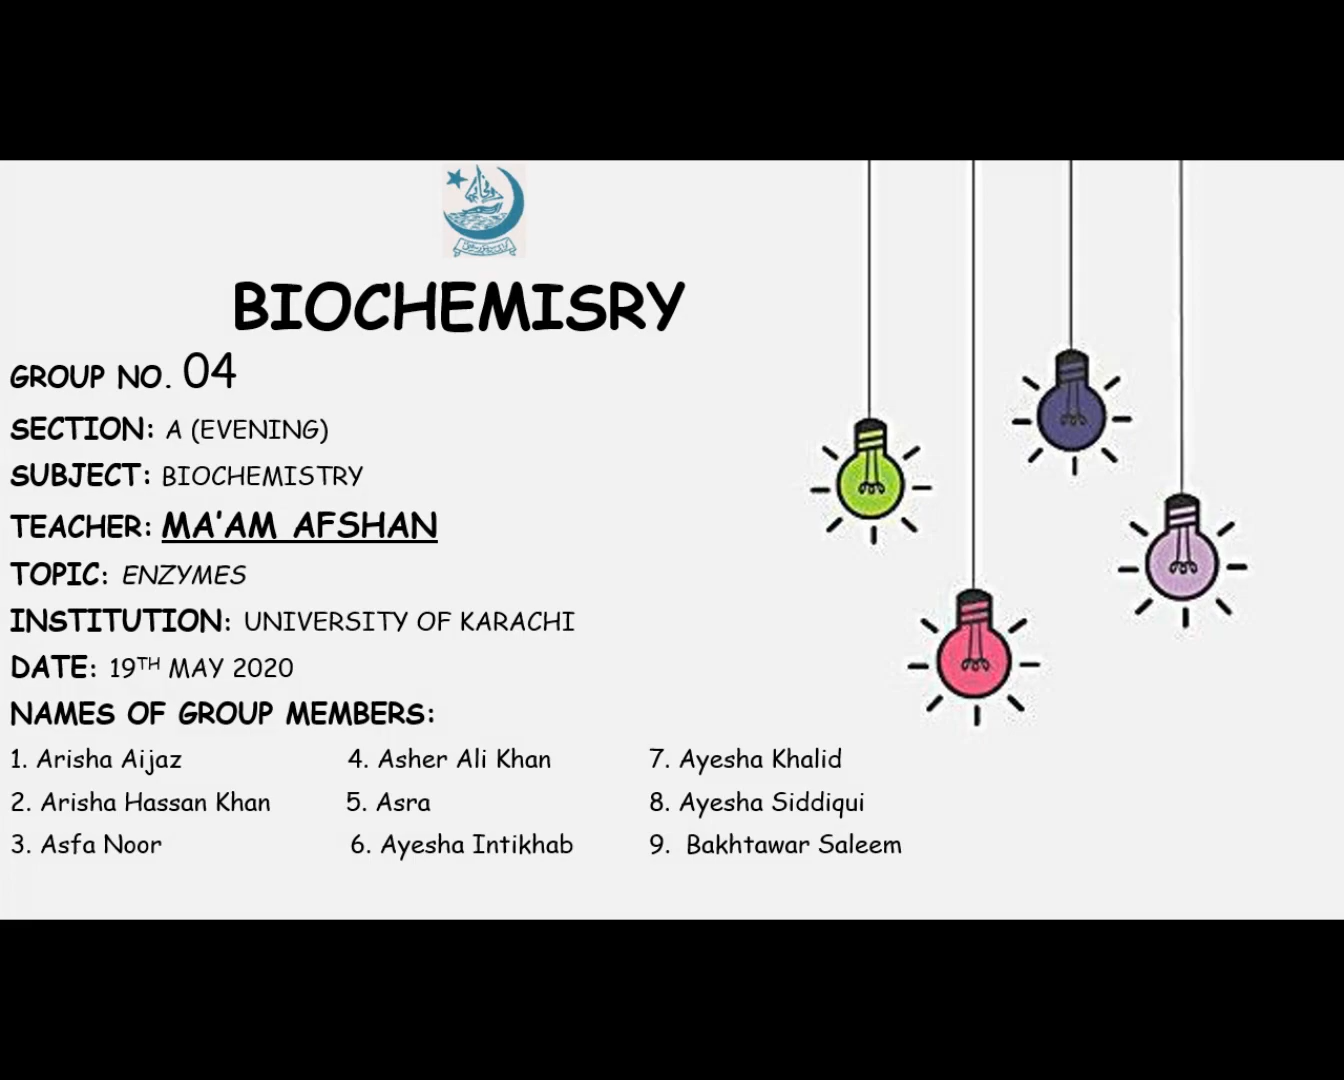 BIOCHEMISRY
GROUP NO. 04
SECTION: A (EVENING)
SUBJECT: BIOCHEMISTRY
TEACHER: MA'AM AFSHAN
TOPIC: ENZYMES
INSTITUTION: UNIVERSITY OF KARACHI
DATE: 19TH MAY 2020
NAMES OF GROUP MEMBERS:
1. Arisha Aijaz 4. Asher Ali Khan 7. Ayesha Khalid
2. Arisha Hassan Khan 5. Asra 8. Ayesha Siddiqui
3. Asfa Noor 6. Ayesha Intikhab 9. Bakhtawar Saleem